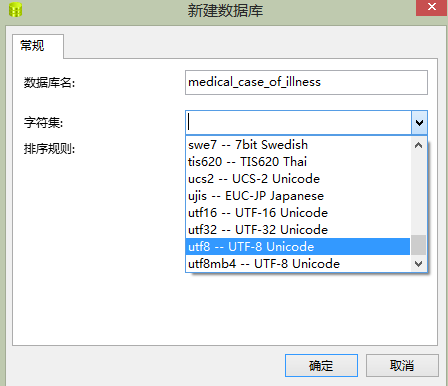 新建数据库
常规
数据库名:
medical_case_of_illness
字符集:
排序规则:
swe7 -- 7bit Swedish
tis620 -- TIS620 Thai
ucs2 -- UCS-2 Unicode
ujis -- EUC-JP Japanese
utf16 -- UTF-16 Unicode
utf32 -- UTF-32 Unicode
utf8 -- UTF-8 Unicode
utf8mb4 -- UTF-8 Unicode
确定
取消